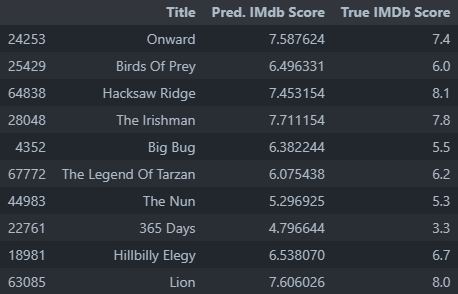 Title Pred. IMdb Score True IMDb Score
24253 Onward 7.587624 7.4
25429 Birds Of Prey 6.496331 6.0
64838 Hacksaw Ridge 7.453154 8.1
28048 The Irishman 7.711154 7.8
4352 Big Bug 6.382244 5.5
67772 The Legend Of Tarzan 6.075438 6.2
44983 The Nun 5.296925 5.3
22761 365 Days 4.796644 3.3
18981 Hillbilly Elegy 6.538070 6.7
63085 Lion 7.606026 8.0